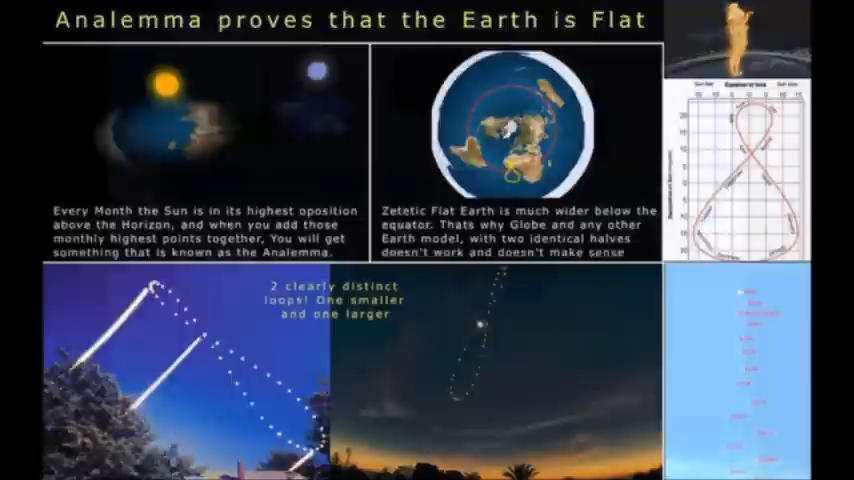 Analemma proves that the Earth is Flat
Every Month the Sun is in its highest oposition
above the Horizon, and when you add those
monthly highest points together, You will get
something that is known as the Analemma.
Zetetic Flat Earth is much wider below the
equator. Thats why Globe and any other
Earth model, with two identical halves
doesn't work and doesn't make sense
2 clearly distinct
loops! One smaller
and one larger